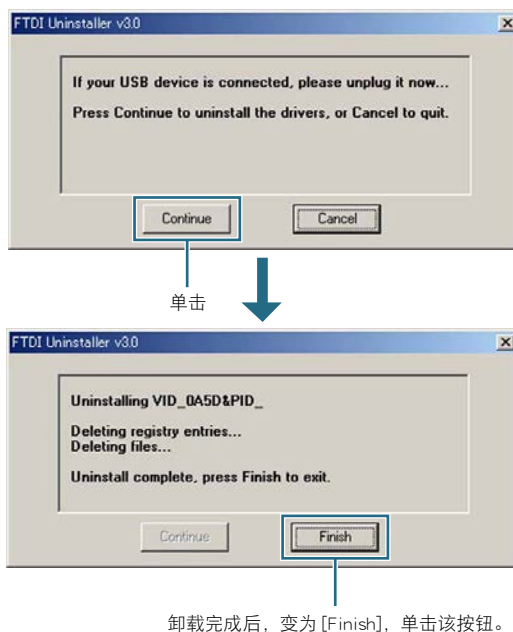 FTDI Uninstaller v3.0
If your USB device is connected, please unplug it now...
Press Continue to uninstall the drivers, or Cancel to quit.
Continue
Cancel
单击
FTDI Uninstaller v3.0
Uninstalling VID_0A5D&PID_
Deleting registry entries...
Deleting files...
Uninstall complete, press Finish to exit.
Continue
Finish
卸载完成后，变为 [Finish]，单击该按钮。